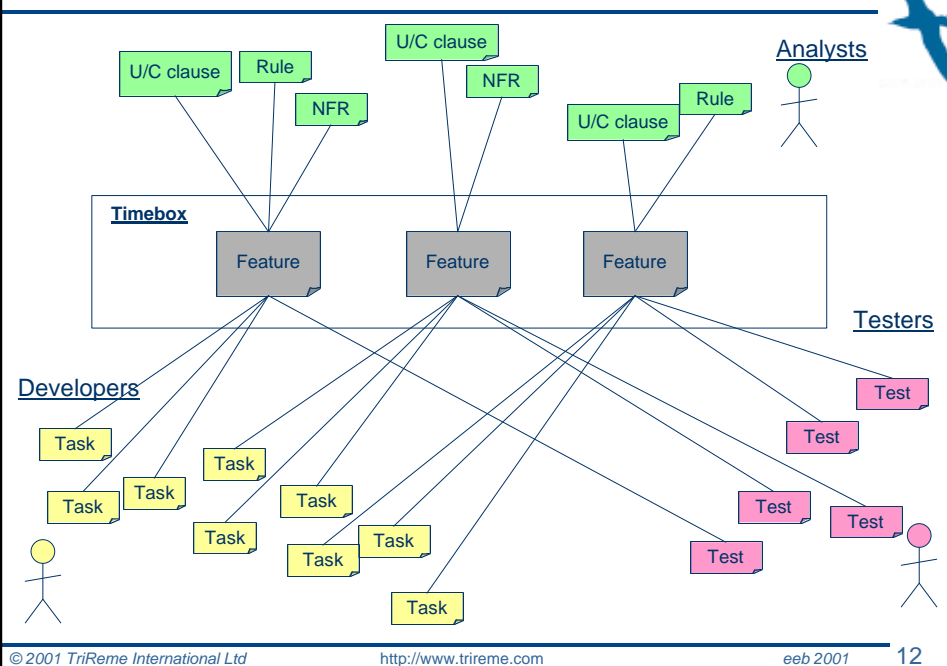 U/C clause
Analysts
U/C clause
Rule
NFR
NFR
Rule
U/C clause
Timebox
Feature
Feature
Feature
Testers
Developers
Test
Task
Test
Task
Task
Task
Task
Test
Test
Task
Task
Task
Test
Task
© 2001 TriReme International Ltd
http://www.trireme.com
eeb 2001
12